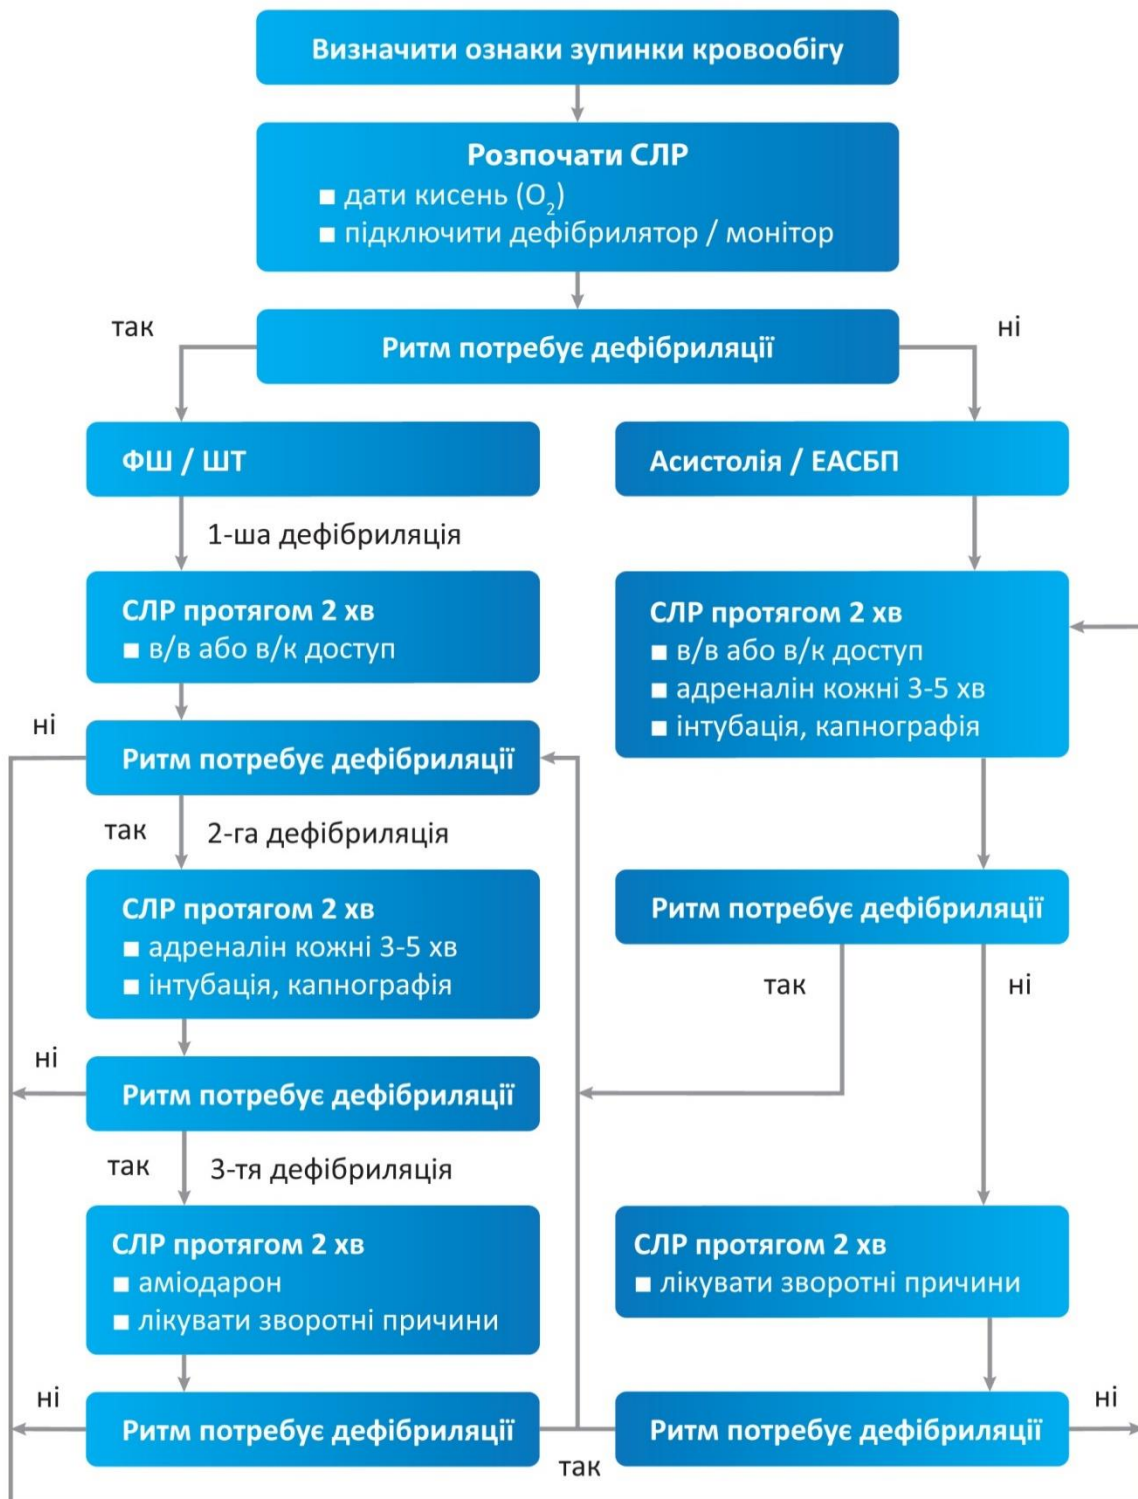 Визначити ознаки зупинки кровообігу
Розпочати СЛР
■ дати кисень (O₂)
■ підключити дефібрилятор / монітор
так
Ритм потребує дефібриляції
ні
ФШ / ШТ
1-ша дефібриляція
СЛР протягом 2 хв
■ в/в або в/к доступ
ні
Ритм потребує дефібриляції
так
2-га дефібриляція
СЛР протягом 2 хв
■ адреналін кожні 3-5 хв
■ інтубація, капнографія
ні
Ритм потребує дефібриляції
так
3-тя дефібриляція
СЛР протягом 2 хв
■ аміодарон
■ лікувати зворотні причини
ні
Ритм потребує дефібриляції
так
Асистолія / ЕАСБП
СЛР протягом 2 хв
■ в/в або в/к доступ
■ адреналін кожні 3-5 хв
■ інтубація, капнографія
Ритм потребує дефібриляції
так
ні
СЛР протягом 2 хв
■ лікувати зворотні причини
Ритм потребує дефібриляції
ні